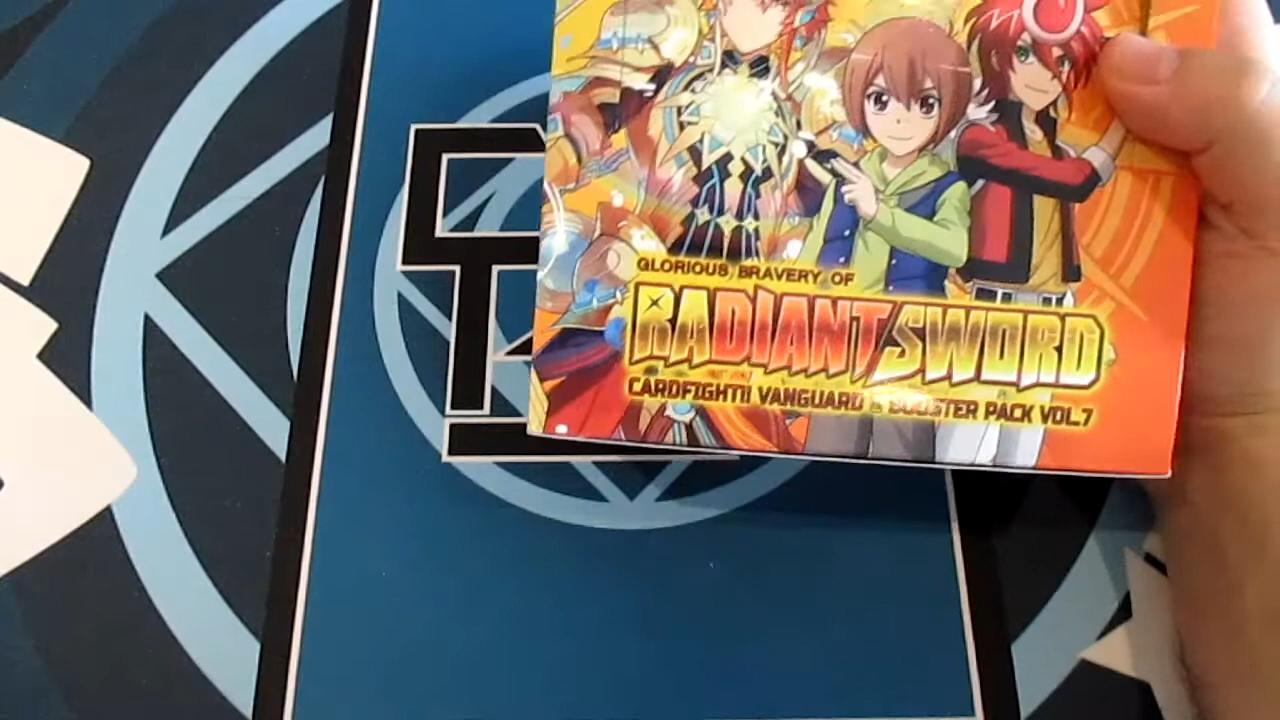 GLORIOUS BRAVERY OF
RADIANT SWORD
CARDFIGHT!! VANGUARD G BOOSTER PACK VOL.7